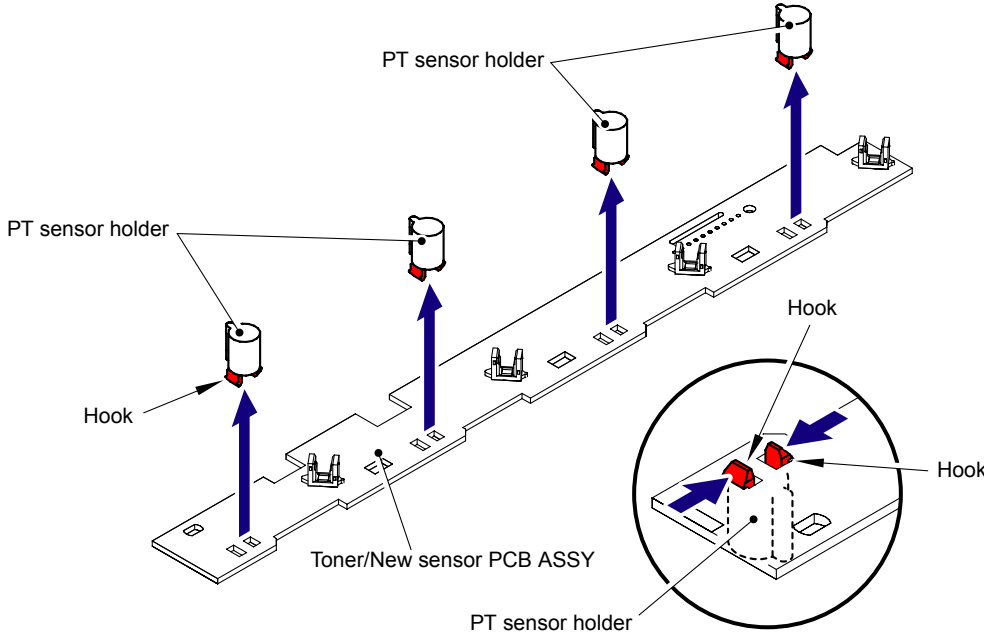 PT sensor holder
PT sensor holder
Hook
Hook
Hook
Toner/New sensor PCB ASSY
PT sensor holder